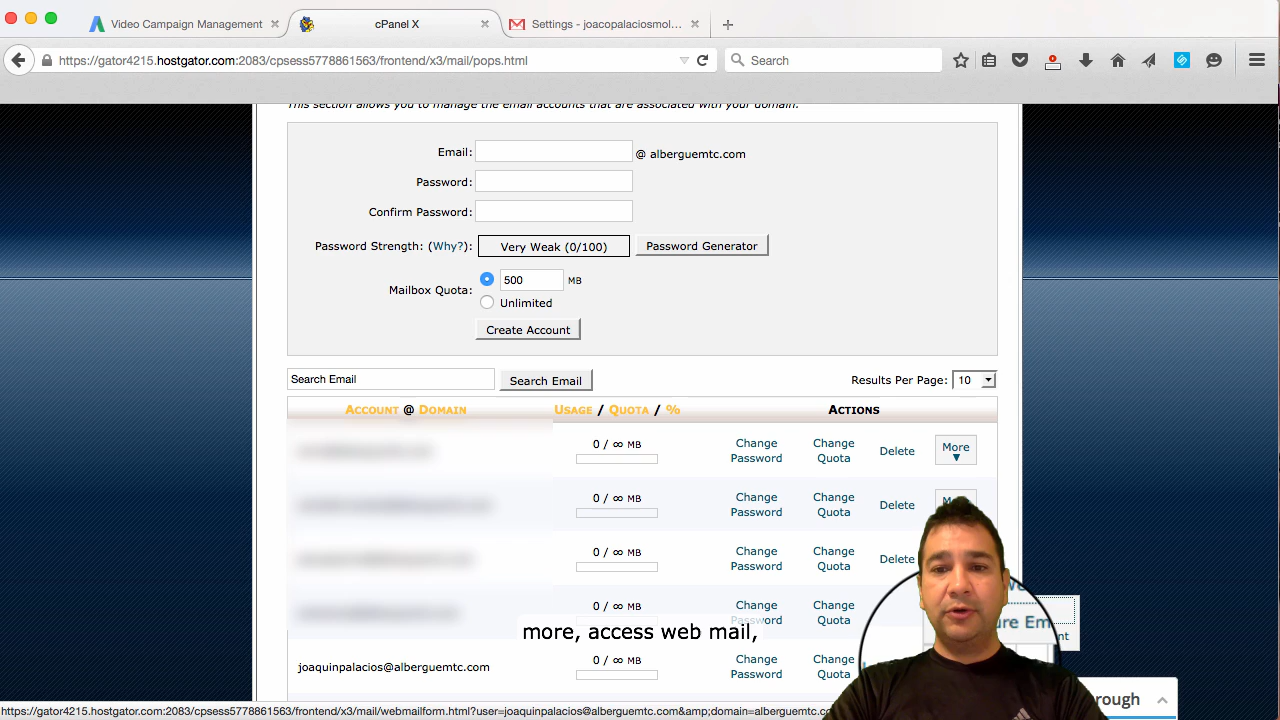 Video Campaign Management
cPanel X
Settings - joacopalaciosmol...
https://gator4215.hostgator.com:2083/cpsess5778861563/frontend/x3/mail/pops.html
Search
This section allows you to manage the email accounts that are associated with your domain.
Email: @ alberguemtc.com
Password:
Confirm Password:
Password Strength: (Why?): Very Weak (0/100) Password Generator
Mailbox Quota: 500 MB
Unlimited
Create Account
Search Email Search Email Results Per Page: 10
ACCOUNT @ DOMAIN USAGE / QUOTA / % ACTIONS
0 / ∞ MB Change Password Change Quota Delete More ▼
0 / ∞ MB Change Password Change Quota Delete
0 / ∞ MB Change Password Change Quota Delete
0 / ∞ MB Change Password Change Quota
more, access web mail,
joaquinpalacios@alberguemtc.com 0 / ∞ MB Change Password Change Quota
https://gator4215.hostgator.com:2083/cpsess5778861563/frontend/x3/mail/webmailform.html?user=joaquinpalacios@alberguemtc.com&amp;domain=alberguemtc.co